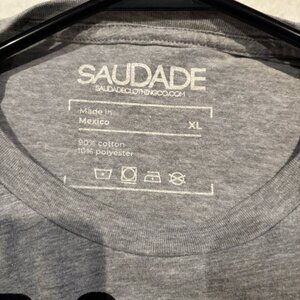 SAUDADE
SAUDADECLOTHINGCO.COM
Made in
Mexico
XL
90% cotton
10% polyester